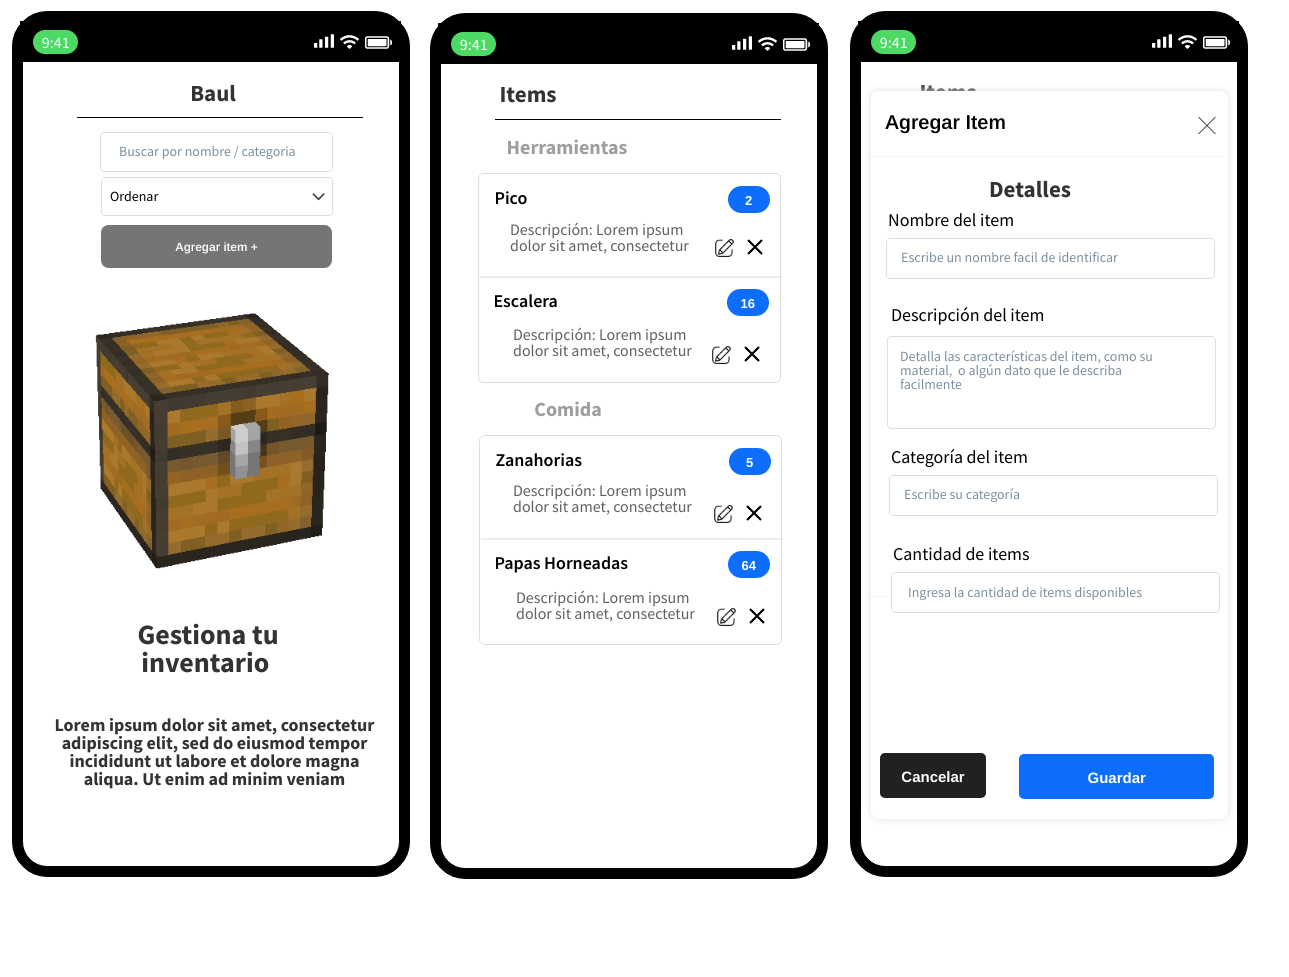 9:41
Baul
Buscar por nombre / categoria
Ordenar
Agregar item +
Gestiona tu
inventario
Lorem ipsum dolor sit amet, consectetur
adipiscing elit, sed do eiusmod tempor
incididunt ut labore et dolore magna
aliqua. Ut enim ad minim veniam
9:41
Items
Herramientas
Pico
2
Descripción: Lorem ipsum
dolor sit amet, consectetur
Escalera
16
Descripción: Lorem ipsum
dolor sit amet, consectetur
Comida
Zanahorias
5
Descripción: Lorem ipsum
dolor sit amet, consectetur
Papas Horneadas
64
Descripción: Lorem ipsum
dolor sit amet, consectetur
9:41
Items
Agregar Item
Detalles
Nombre del item
Escribe un nombre facil de identificar
Descripción del item
Detalla las características del item, como su
material,  o algún dato que le describa
facilmente
Categoría del item
Escribe su categoría
Cantidad de items
Ingresa la cantidad de items disponibles
Cancelar
Guardar